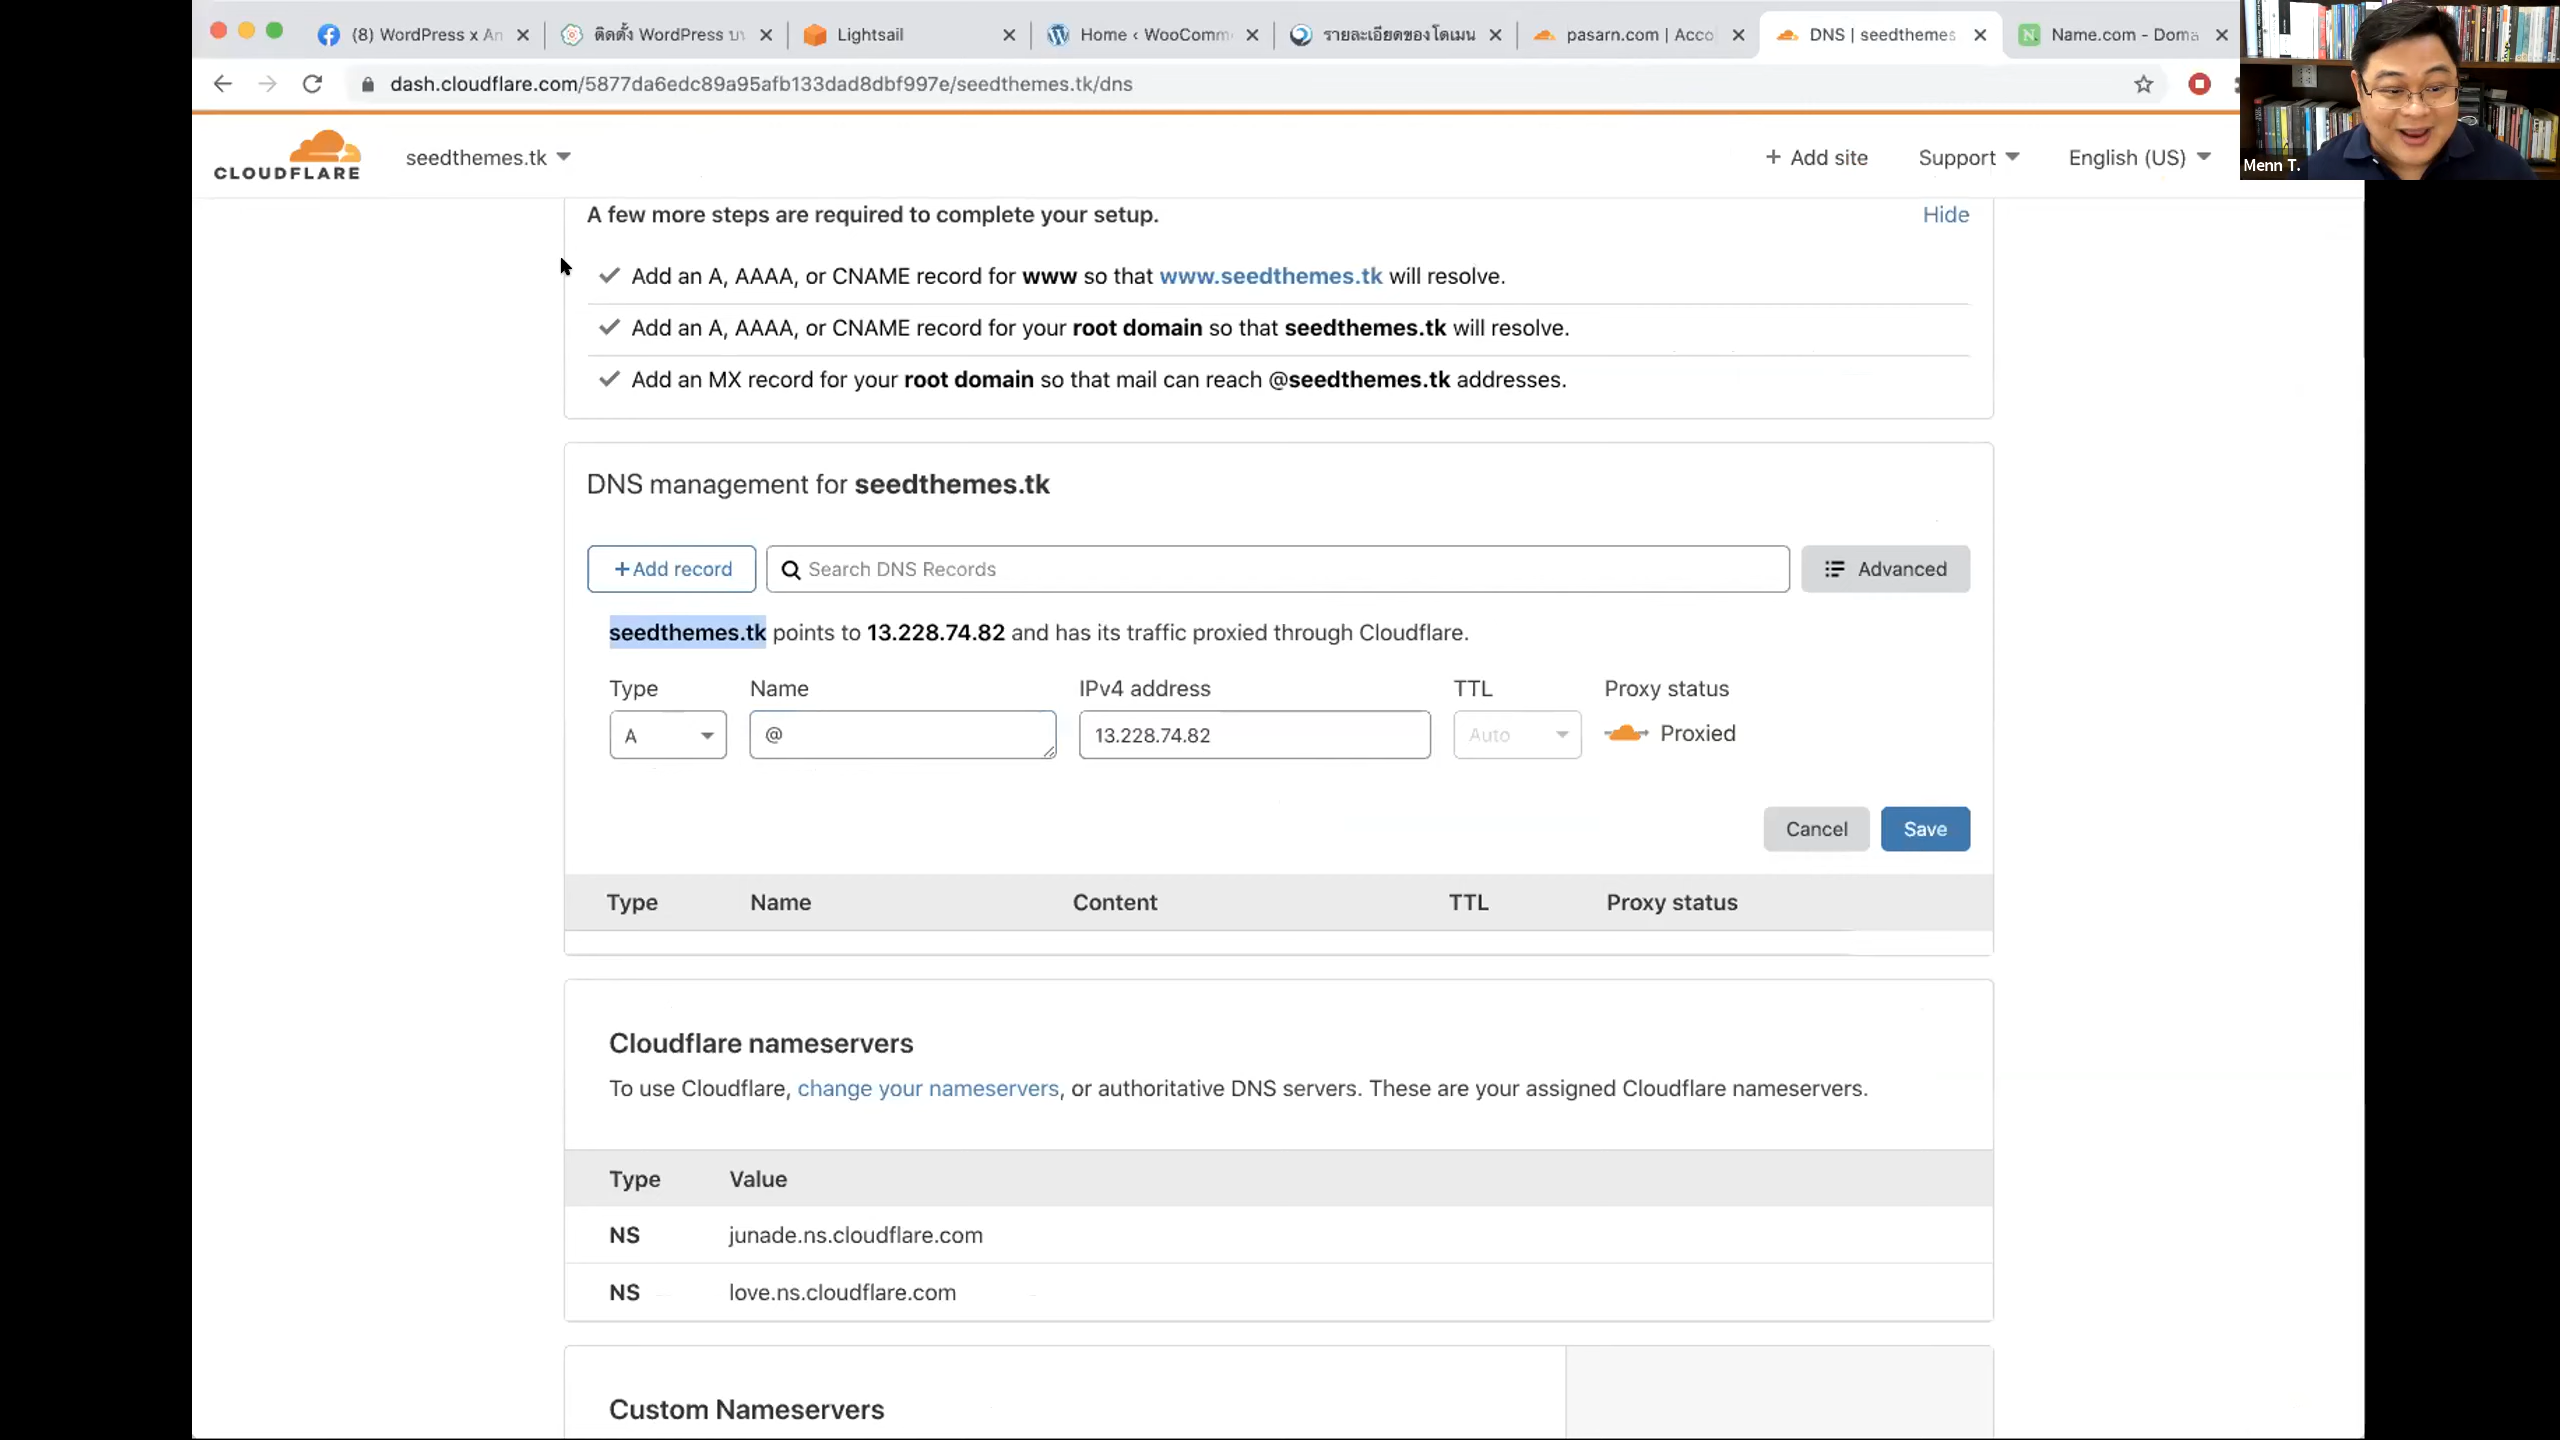 (8) WordPress x An
ติดตั้ง WordPress บน
Lightsail
Home ‹ WooComm
รายละเอียดของโดเมน
pasarn.com | Acco
DNS | seedthemes
Name.com - Doma
dash.cloudflare.com/5877da6edc89a95afb133dad8dbf997e/seedthemes.tk/dns
Menn T.
CLOUDFLARE
seedthemes.tk
+ Add site
Support
English (US)
A few more steps are required to complete your setup.
Hide
Add an A, AAAA, or CNAME record for www so that www.seedthemes.tk will resolve.
Add an A, AAAA, or CNAME record for your root domain so that seedthemes.tk will resolve.
Add an MX record for your root domain so that mail can reach @seedthemes.tk addresses.
DNS management for seedthemes.tk
+Add record
Search DNS Records
Advanced
seedthemes.tk points to 13.228.74.82 and has its traffic proxied through Cloudflare.
Type Name IPv4 address TTL Proxy status
A @ 13.228.74.82 Auto Proxied
Cancel Save
Type Name Content TTL Proxy status
Cloudflare nameservers
To use Cloudflare, change your nameservers, or authoritative DNS servers. These are your assigned Cloudflare nameservers.
Type Value
NS junade.ns.cloudflare.com
NS love.ns.cloudflare.com
Custom Nameservers